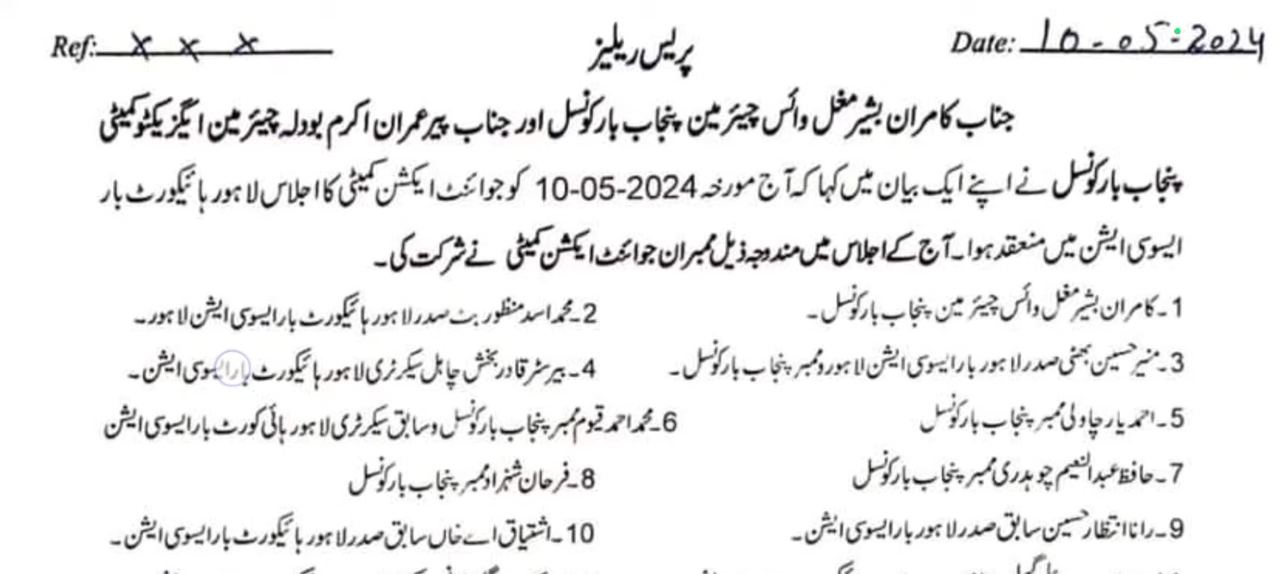 Ref: x x x
پریس ریلیز
Date: 10-05-2024
جناب کامران بشیر مغل وائس چیئرمین پنجاب بار کونسل اور جناب پیر عمران اکرم بودلہ چیئرمین ایگزیکٹو کمیٹی
پنجاب بار کونسل نے اپنے ایک بیان میں کہا کہ آج مورخہ 10-05-2024 کو جوائنٹ ایکشن کمیٹی کا اجلاس لاہور ہائیکورٹ بار
ایسوسی ایشن میں منعقد ہوا۔ آج کے اجلاس میں مندرجہ ذیل ممبران جوائنٹ ایکشن کمیٹی نے شرکت کی۔
1۔ کامران بشیر مغل وائس چیئرمین پنجاب بار کونسل۔
2۔ محمد اسد منظور بٹ صدر لاہور ہائیکورٹ بار ایسوسی ایشن لاہور۔
3۔ منیر حسین بھٹی صدر لاہور بار ایسوسی ایشن لاہور و ممبر پنجاب بار کونسل۔
4۔ بیرسٹر قادر بخش چاہل سیکرٹری لاہور ہائیکورٹ بار ایسوسی ایشن۔
5۔ احمد یار چاولی ممبر پنجاب بار کونسل
6۔ محمد احمد قیوم ممبر پنجاب بار کونسل و سابق سیکرٹری لاہور ہائی کورٹ بار ایسوسی ایشن
7۔ حافظ عبدالنعیم چوہدری ممبر پنجاب بار کونسل
8۔ فرحان شہزاد ممبر پنجاب بار کونسل
9۔ رانا انتظار حسین سابق صدر لاہور بار ایسوسی ایشن۔
10۔ اشتیاق اے خاں سابق صدر لاہور ہائیکورٹ بار ایسوسی ایشن۔